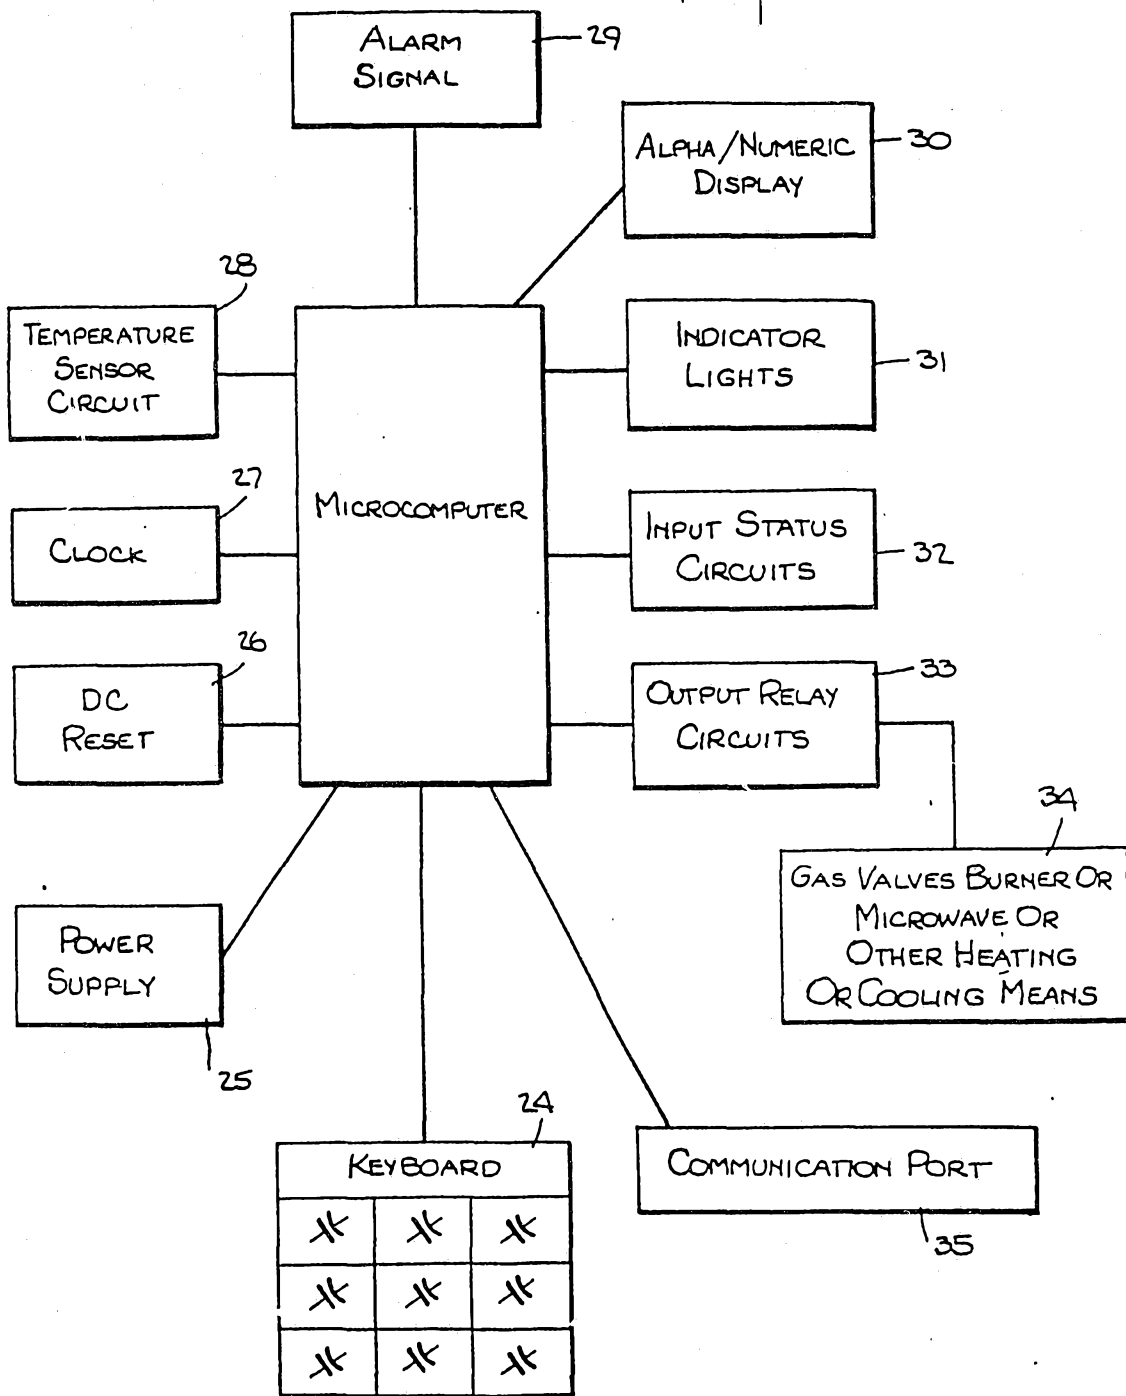 ALARM
SIGNAL
29
ALPHA/NUMERIC
DISPLAY
30
28
TEMPERATURE
SENSOR
CIRCUIT
INDICATOR
LIGHTS
31
27
CLOCK
MICROCOMPUTER
INPUT STATUS
CIRCUITS
32
26
DC
RESET
OUTPUT RELAY
CIRCUITS
33
34
GAS VALVES BURNER OR
MICROWAVE OR
OTHER HEATING
OR COOLING MEANS
POWER
SUPPLY
25
24
KEYBOARD
COMMUNICATION PORT
35